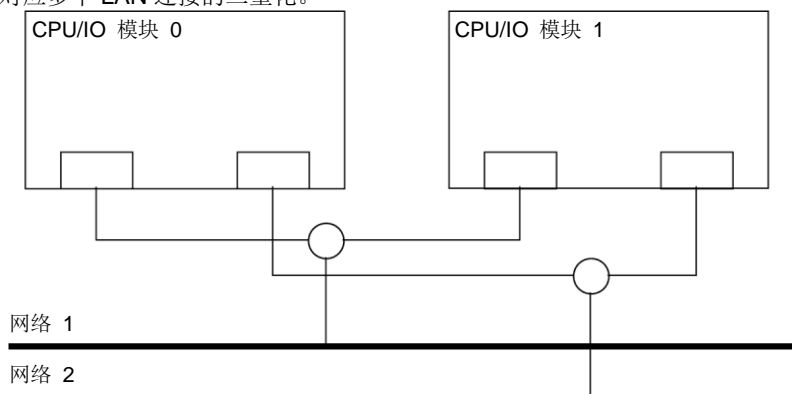 对应多个 LAN 连接的二重化。
CPU/IO 模块 0
CPU/IO 模块 1
网络 1
网络 2